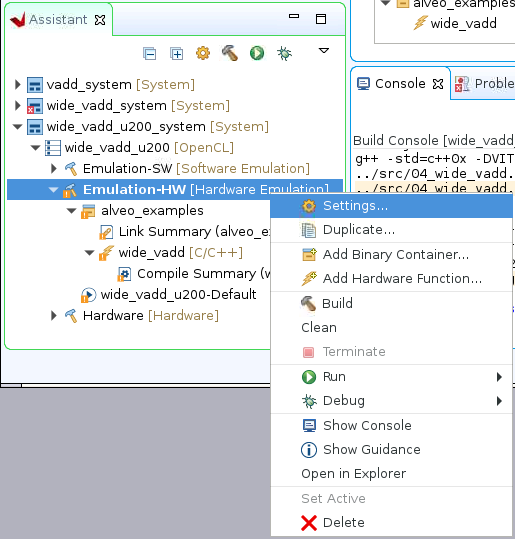 Assistant
vadd_system [System]
wide_vadd_system [System]
wide_vadd_u200_system [System]
wide_vadd_u200 [OpenCL]
Emulation-SW [Software Emulation]
Emulation-HW [Hardware Emulation]
alveo_examples
Link Summary (alveo_e
wide_vadd [C/C++]
Compile Summary (w
wide_vadd_u200-Default
Hardware [Hardware]
alveo_examples
wide_vadd
Console
Proble
Build Console [wide_vadd_
g++ -std=c++0x -DVIT
../src/04_wide_vadd.
../src/04_wide_vadd.
Settings...
Duplicate...
Add Binary Container...
Add Hardware Function...
Build
Clean
Terminate
Run
Debug
Show Console
Show Guidance
Open in Explorer
Set Active
Delete